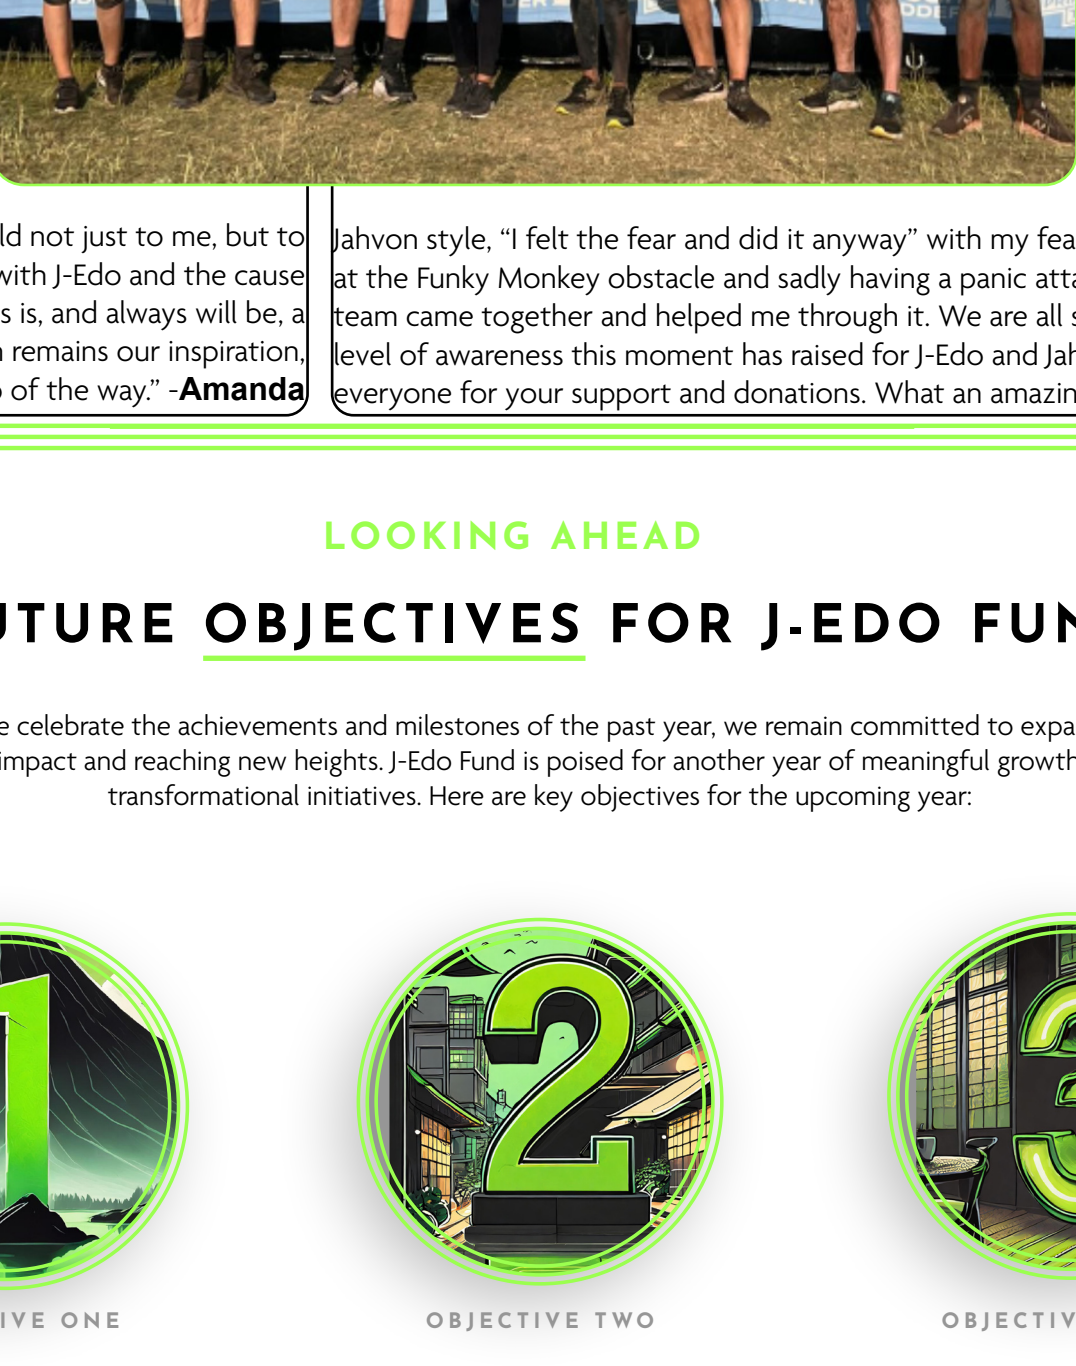 ld not just to me, but to
with J-Edo and the cause
s is, and always will be, a
n remains our inspiration,
of the way.” -Amanda
Jahvon style, “I felt the fear and did it anyway” with my fea
at the Funky Monkey obstacle and sadly having a panic atta
team came together and helped me through it. We are all s
level of awareness this moment has raised for J-Edo and Jah
everyone for your support and donations. What an amazin
LOOKING AHEAD
UTURE OBJECTIVES FOR J-EDO FUN
e celebrate the achievements and milestones of the past year, we remain committed to expa
impact and reaching new heights. J-Edo Fund is poised for another year of meaningful growth
transformational initiatives. Here are key objectives for the upcoming year:
1
2
3
IVE ONE
OBJECTIVE TWO
OBJECTIV